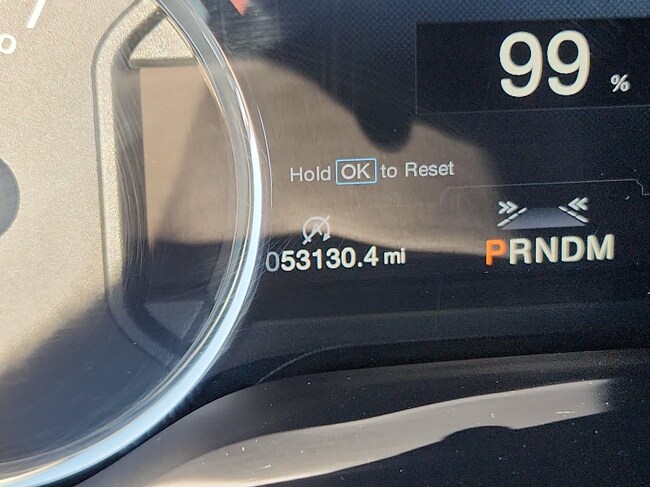 99 %
Hold OK to Reset
053130.4 mi
PRNDM